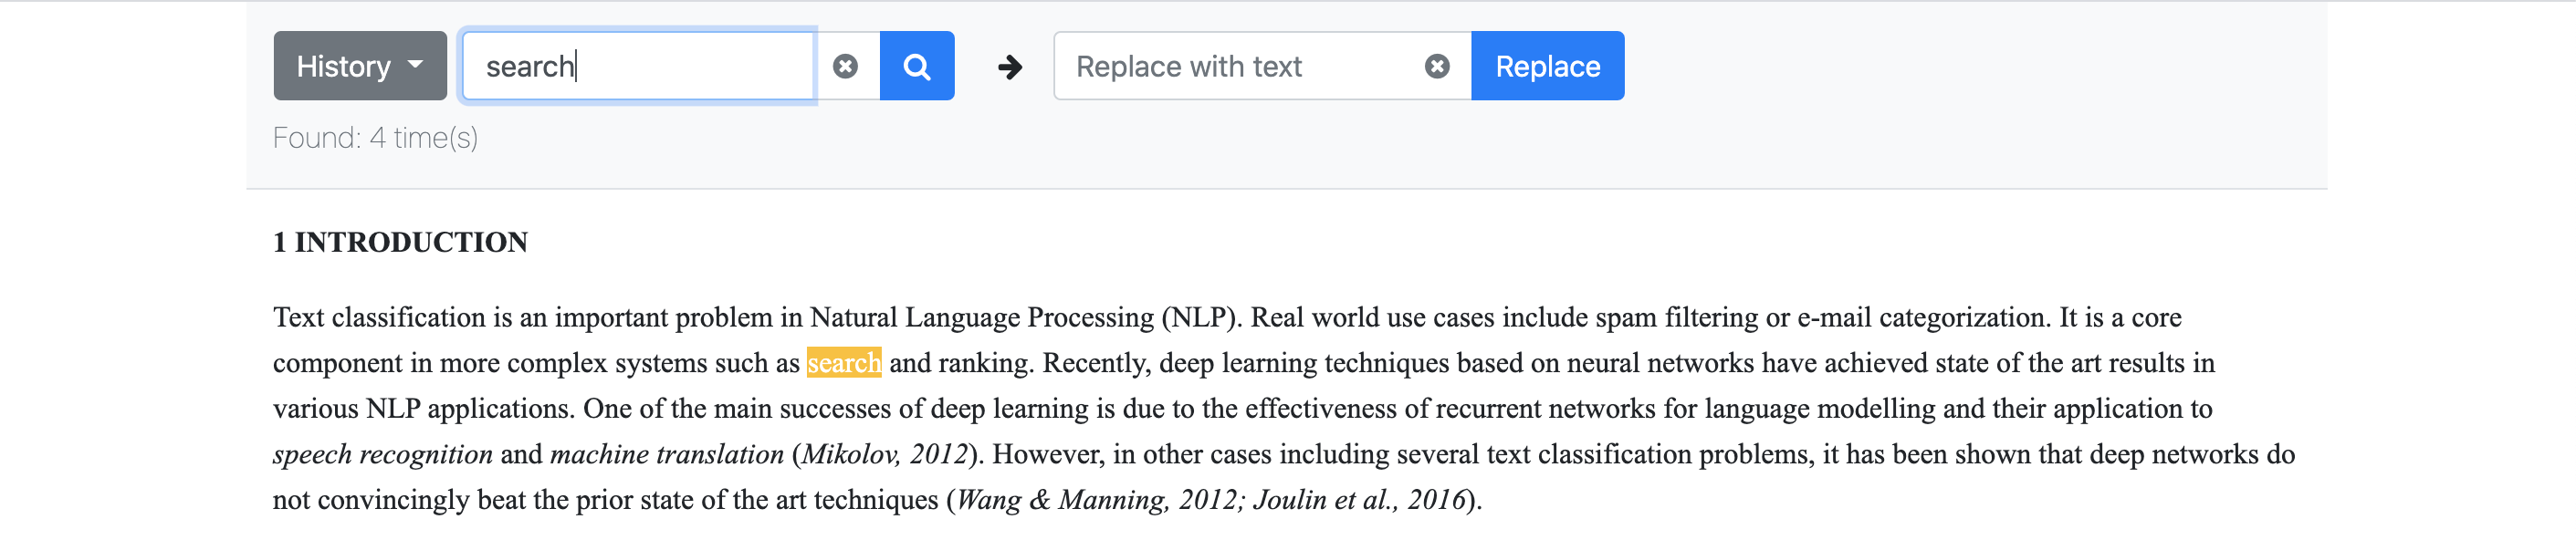 History search Replace with text Replace
Found: 4 time(s)
1 INTRODUCTION
Text classification is an important problem in Natural Language Processing (NLP). Real world use cases include spam filtering or e-mail categorization. It is a core
component in more complex systems such as search and ranking. Recently, deep learning techniques based on neural networks have achieved state of the art results in
various NLP applications. One of the main successes of deep learning is due to the effectiveness of recurrent networks for language modelling and their application to
speech recognition and machine translation (Mikolov, 2012). However, in other cases including several text classification problems, it has been shown that deep networks do
not convincingly beat the prior state of the art techniques (Wang & Manning, 2012; Joulin et al., 2016).